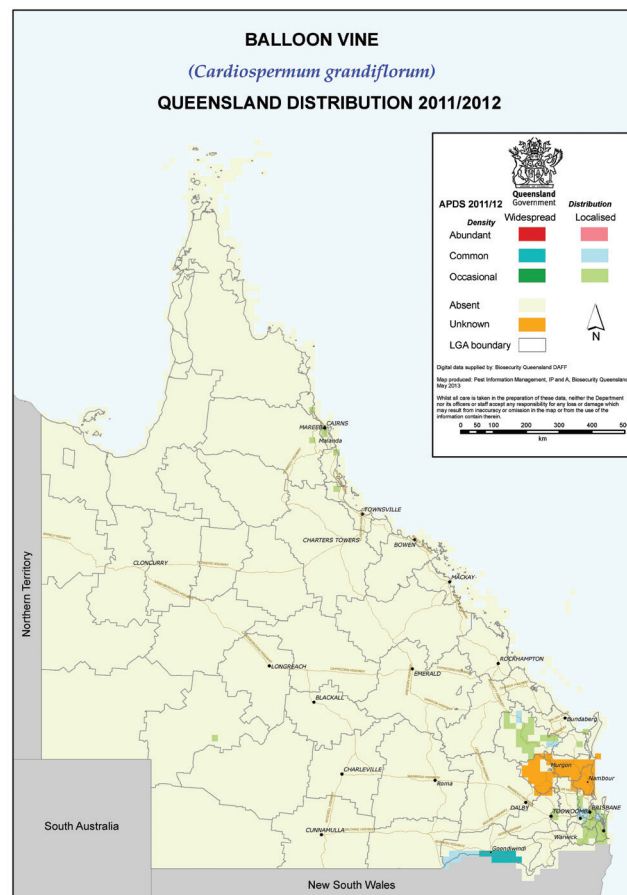 BALLOON VINE
(Cardiospernum grandiflorum)
QUEENSLAND DISTRIBUTION 2011/2012
Queensland
Government
APDS 2011/12 Distribution
Density Widespread Localised
Abundant
Common
Occasional
Absent
Unknown
LGA boundary
N
Digital data supplied by: Biosecurity Queensland DAFF
Map produced: Pest Information Management, IP and A, Biosecurity Queensland,
May 2013
Whilst all care is taken in the preparation of these data, neither the Department
nor its officers or staff accept any responsibility for any loss or damage which
may result from inaccuracy or omission in the map or from the use of the
information contain therein.
0 100 200 300 400
km
CAIRNS
MAREEBA
Malanda
TOWNSVILLE
CHARTERS TOWERS
BOWEN
CLONCURRY
MACKAY
Northern Territory
ROCKHAMPTON
LONGREACH
EMERALD
BLACKALL
Bundaberg
Murgon
CHARLEVILLE
Roma
Nambour
DALBY
TOOWOOMBA
BRISBANE
South Australia
CUNNAMULLA
Warwick
Goondiwindi
New South Wales